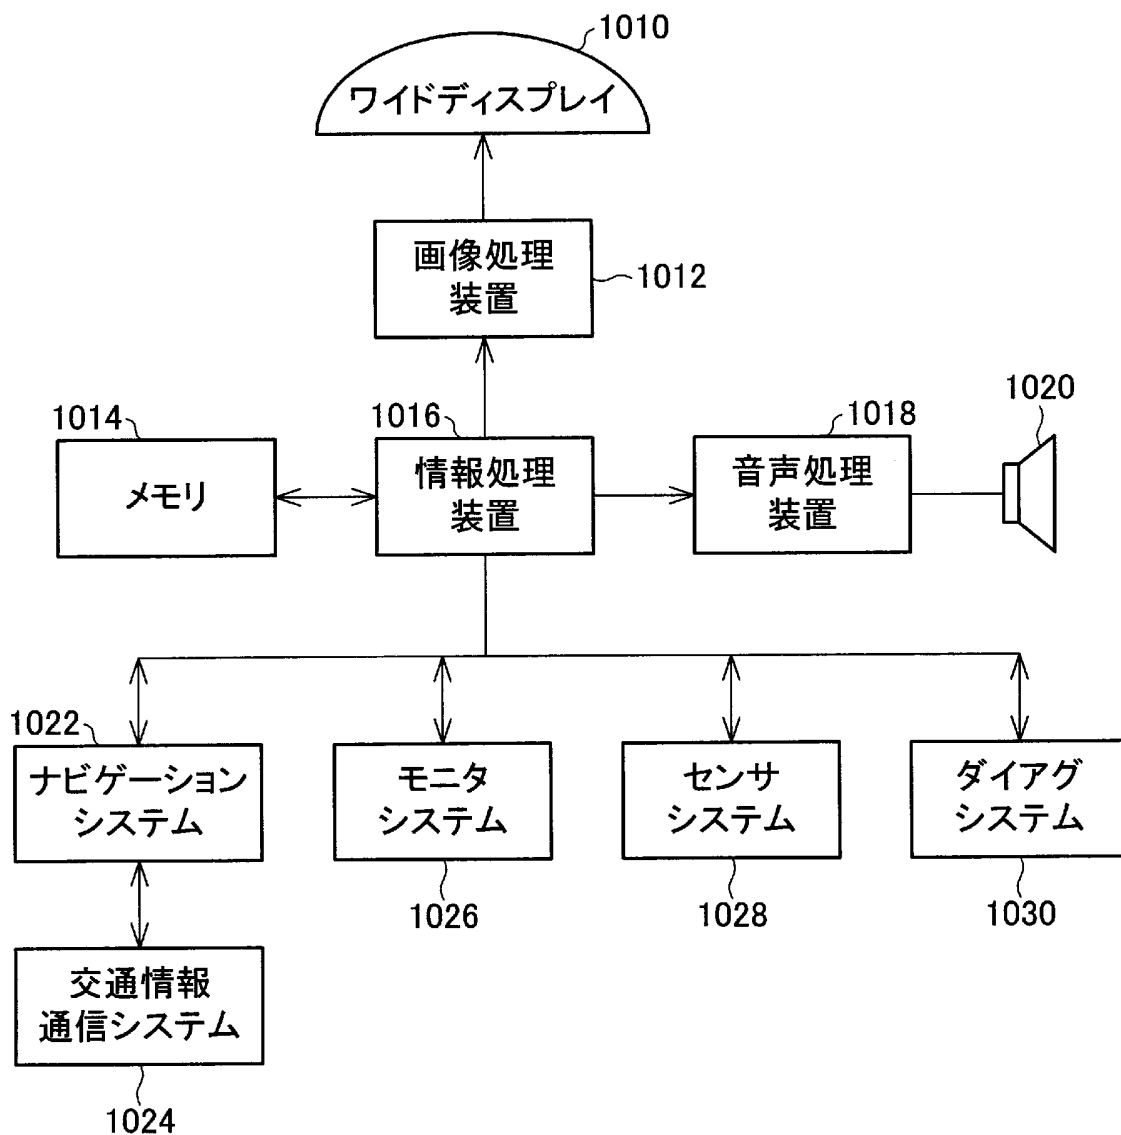 1010
ワイドディスプレイ
画像処理
装置
1012
1014
メモリ
1016
情報処理
装置
1018
音声処理
装置
1020
1022
ナビゲーション
システム
モニタ
システム
1026
センサ
システム
1028
ダイアグ
システム
1030
交通情報
通信システム
1024